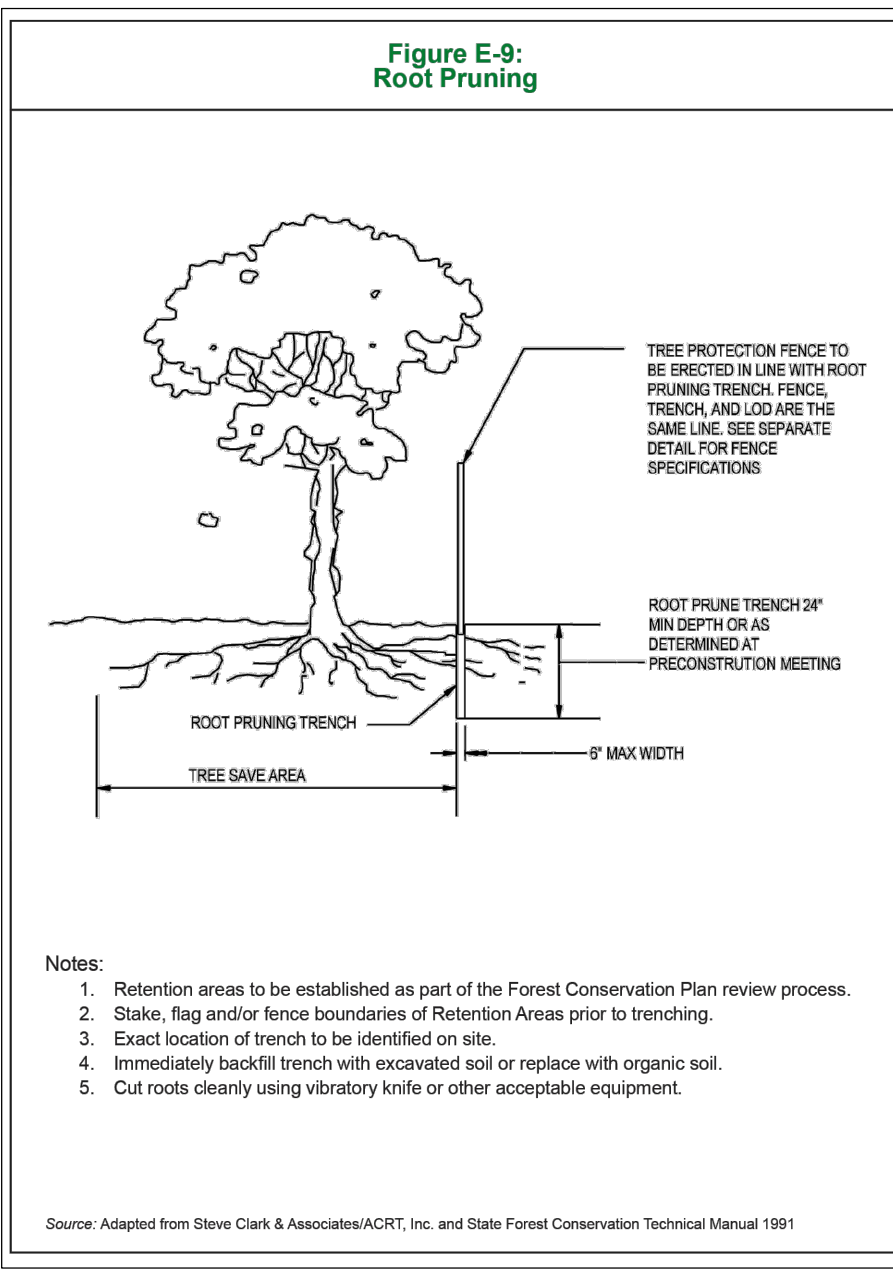 Figure E-9:
Root Pruning
TREE PROTECTION FENCE TO
BE ERECTED IN LINE WITH ROOT
PRUNING TRENCH. FENCE,
TRENCH, AND LOD ARE THE
SAME LINE. SEE SEPARATE
DETAIL FOR FENCE
SPECIFICATIONS
ROOT PRUNE TRENCH 24"
MIN DEPTH OR AS
DETERMINED AT
PRECONSTRUTION MEETING
ROOT PRUNING TRENCH
6" MAX WIDTH
TREE SAVE AREA
Notes:
1. Retention areas to be established as part of the Forest Conservation Plan review process.
2. Stake, flag and/or fence boundaries of Retention Areas prior to trenching.
3. Exact location of trench to be identified on site.
4. Immediately backfill trench with excavated soil or replace with organic soil.
5. Cut roots cleanly using vibratory knife or other acceptable equipment.
Source: Adapted from Steve Clark & Associates/ACRT, Inc. and State Forest Conservation Technical Manual 1991